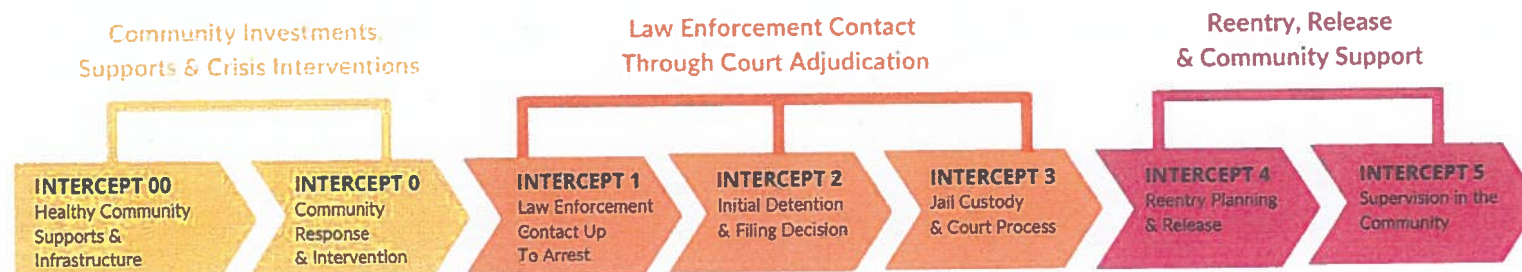 Community Investments,
Supports & Crisis Interventions
Law Enforcement Contact
Through Court Adjudication
Reentry, Release
& Community Support
INTERCEPT 00
Healthy Community
Supports &
Infrastructure
INTERCEPT 0
Community
Response
& Intervention
INTERCEPT 1
Law Enforcement
Contact Up
To Arrest
INTERCEPT 2
Initial Detention
& Filing Decision
INTERCEPT 3
Jail Custody
& Court Process
INTERCEPT 4
Reentry Planning
& Release
INTERCEPT 5
Supervision in the
Community